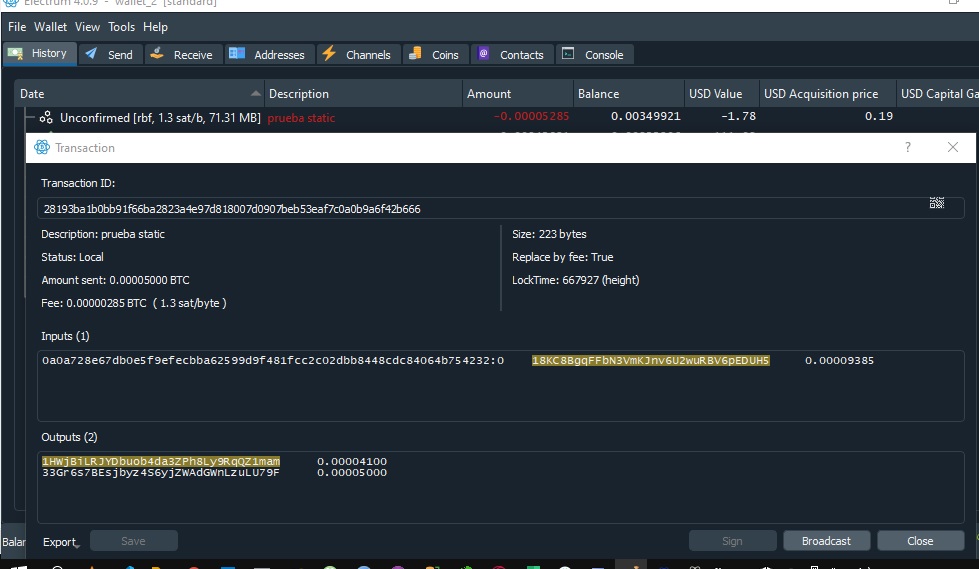 Electrum 4.0.9 - wallet_2 [standard]
File Wallet View Tools Help
History Send Receive Addresses Channels Coins Contacts Console
Date Description Amount Balance USD Value USD Acquisition price USD Capital Ga
Unconfirmed [rbf, 1.3 sat/b, 71.31 MB] prueba static -0.00005285 0.00349921 -1.78 0.19
Transaction ?
Transaction ID:
28193ba1b0bb91f66ba2823a4e97d818007d0907beb53eaf7c0a0b9a6f42b666
Description: prueba static
Size: 223 bytes
Status: Local
Replace by fee: True
Amount sent: 0.00005000 BTC
LockTime: 667927 (height)
Fee: 0.00000285 BTC ( 1.3 sat/byte )
Inputs (1)
0a0a728e67db0e5f9efecbba62599d9f481fcc2c02dbb8448cdc84064b754232:0 18KC8BgqFFbN3VmKJnv6U2wuRBV6pEDUH5 0.00009385
Outputs (2)
1HWjBiLRJYDbuob4da3ZPh8Ly9RqQZ1mam 0.00004100
33Gr6s7BEsjbyz4S6yjZWAdGWnLzuLU79F 0.00005000
Balan Export Save Sign Broadcast Close